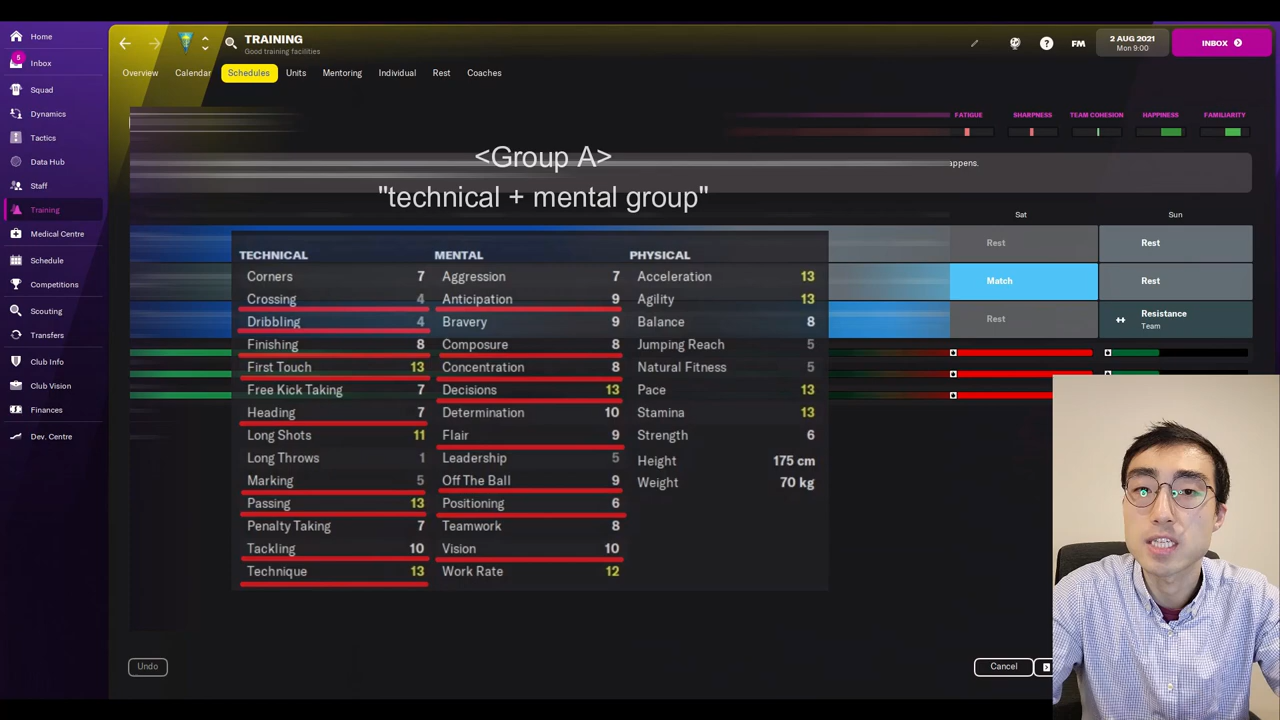 Home
TRAINING
Good training facilities
FM
2 AUG 2021
Mon 9:00
INBOX
5
Inbox
Overview
Calendar
Schedules
Units
Mentoring
Individual
Rest
Coaches
Squad
Dynamics
Tactics
Data Hub
Staff
Training
Medical Centre
Schedule
Competitions
Scouting
Transfers
Club Info
Club Vision
Finances
Dev. Centre
FATIGUE
SHARPNESS
TEAM COHESION
HAPPINESS
FAMILIARITY
<Group A>
appens.
"technical + mental group"
Sat
Sun
Rest
Rest
Match
Rest
Rest
Resistance
Team
TECHNICAL
Corners 7
Crossing 4
Dribbling 4
Finishing 8
First Touch 13
Free Kick Taking 7
Heading 7
Long Shots 11
Long Throws 1
Marking 5
Passing 13
Penalty Taking 7
Tackling 10
Technique 13
MENTAL
Aggression 7
Anticipation 9
Bravery 9
Composure 8
Concentration 8
Decisions 13
Determination 10
Flair 9
Leadership 5
Off The Ball 9
Positioning 6
Teamwork 8
Vision 10
Work Rate 12
PHYSICAL
Acceleration 13
Agility 13
Balance 8
Jumping Reach 5
Natural Fitness 5
Pace 13
Stamina 13
Strength 6
Height 175 cm
Weight 70 kg
Undo
Cancel